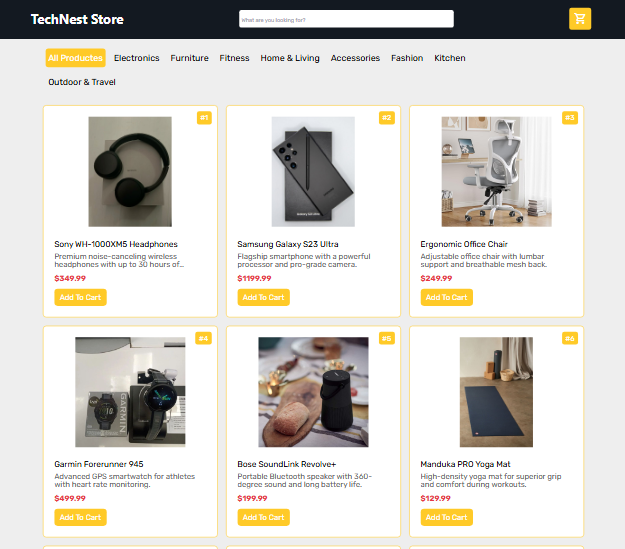 TechNest Store
What are you looking for?
All Productes Electronics Furniture Fitness Home & Living Accessories Fashion Kitchen
Outdoor & Travel
#1
#2
#3
Sony WH-1000XM5 Headphones
Premium noise-canceling wireless
headphones with up to 30 hours of...
$349.99
Add To Cart
Samsung Galaxy S23 Ultra
Flagship smartphone with a powerful
processor and pro-grade camera.
$1199.99
Add To Cart
Ergonomic Office Chair
Adjustable office chair with lumbar
support and breathable mesh back.
$249.99
Add To Cart
#4
GARMIN
#5
#6
Garmin Forerunner 945
Advanced GPS smartwatch for athletes
with heart rate monitoring.
$499.99
Add To Cart
Bose SoundLink Revolve+
Portable Bluetooth speaker with 360-
degree sound and long battery life.
$199.99
Add To Cart
Manduka PRO Yoga Mat
High-density yoga mat for superior grip
and comfort during workouts.
$129.99
Add To Cart